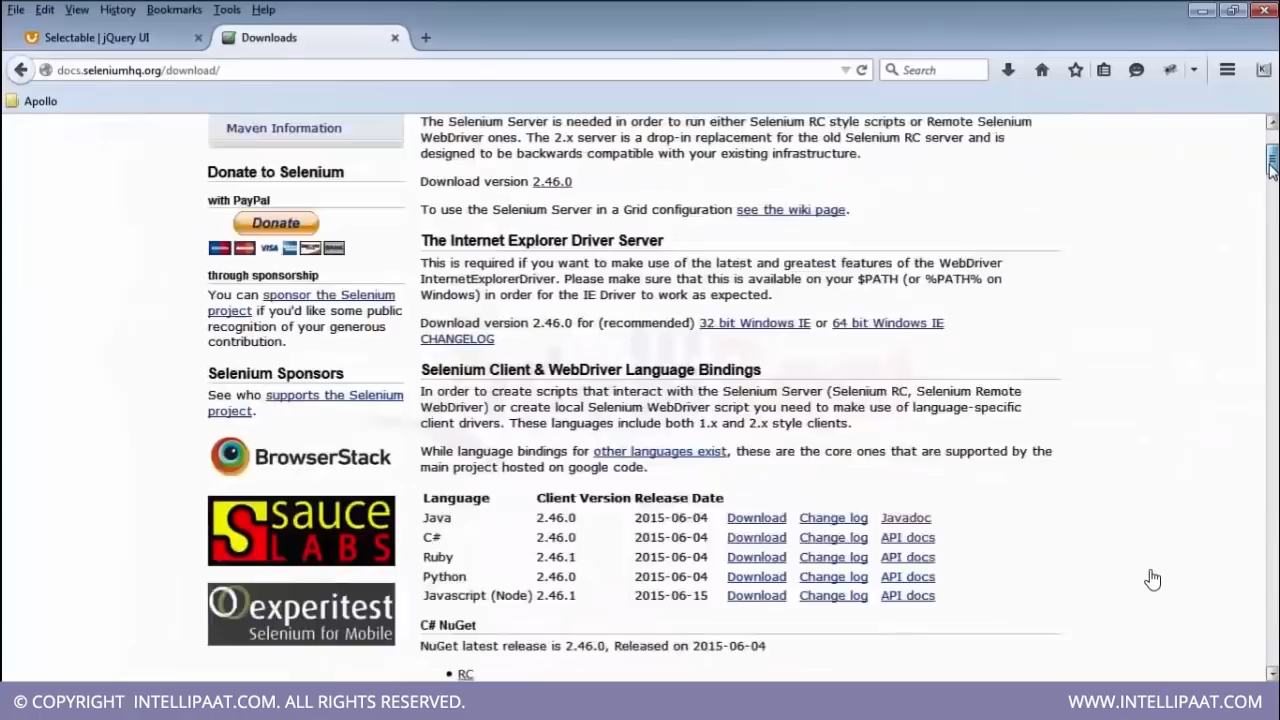 File Edit View History Bookmarks Tools Help
Selectable | jQuery UI
Downloads
docs.seleniumhq.org/download/
Search
Apollo
Maven Information
Donate to Selenium
with PayPal
Donate
VISA
through sponsorship
You can sponsor the Selenium
project if you'd like some public
recognition of your generous
contribution.
Selenium Sponsors
See who supports the Selenium
project.
BrowserStack
sauce
LABS
experitest
Selenium for Mobile
The Selenium Server is needed in order to run either Selenium RC style scripts or Remote Selenium
WebDriver ones. The 2.x server is a drop-in replacement for the old Selenium RC server and is
designed to be backwards compatible with your existing infrastructure.
Download version 2.46.0
To use the Selenium Server in a Grid configuration see the wiki page.
The Internet Explorer Driver Server
This is required if you want to make use of the latest and greatest features of the WebDriver
InternetExplorerDriver. Please make sure that this is available on your $PATH (or %PATH% on
Windows) in order for the IE Driver to work as expected.
Download version 2.46.0 for (recommended) 32 bit Windows IE or 64 bit Windows IE
CHANGELOG
Selenium Client & WebDriver Language Bindings
In order to create scripts that interact with the Selenium Server (Selenium RC, Selenium Remote
WebDriver) or create local Selenium WebDriver script you need to make use of language-specific
client drivers. These languages include both 1.x and 2.x style clients.
While language bindings for other languages exist, these are the core ones that are supported by the
main project hosted on google code.
Language Client Version Release Date
Java 2.46.0 2015-06-04 Download Change log Javadoc
C# 2.46.0 2015-06-04 Download Change log API docs
Ruby 2.46.1 2015-06-04 Download Change log API docs
Python 2.46.0 2015-06-04 Download Change log API docs
Javascript (Node) 2.46.1 2015-06-15 Download Change log API docs
C# NuGet
NuGet latest release is 2.46.0, Released on 2015-06-04
• RC
© COPYRIGHT INTELLIPAAT.COM. ALL RIGHTS RESERVED.
WWW.INTELLIPAAT.COM